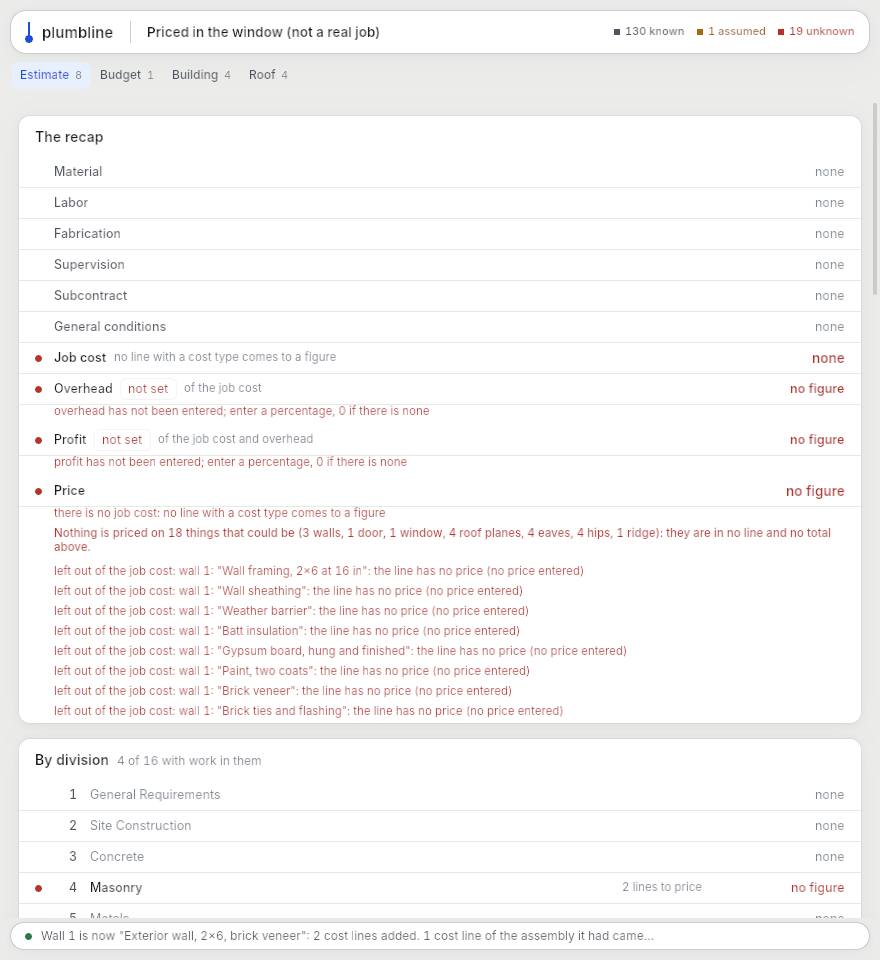 plumbline
Priced in the window (not a real job)
130 known
1 assumed
19 unknown
Estimate 8
Budget 1
Building 4
Roof 4
The recap
Material none
Labor none
Fabrication none
Supervision none
Subcontract none
General conditions none
Job cost no line with a cost type comes to a figure none
Overhead not set of the job cost no figure
overhead has not been entered; enter a percentage, 0 if there is none
Profit not set of the job cost and overhead no figure
profit has not been entered; enter a percentage, 0 if there is none
Price no figure
there is no job cost: no line with a cost type comes to a figure
Nothing is priced on 18 things that could be (3 walls, 1 door, 1 window, 4 roof planes, 4 eaves, 4 hips, 1 ridge): they are in no line and no total
above.
left out of the job cost: wall 1: "Wall framing, 2×6 at 16 in": the line has no price (no price entered)
left out of the job cost: wall 1: "Wall sheathing": the line has no price (no price entered)
left out of the job cost: wall 1: "Weather barrier": the line has no price (no price entered)
left out of the job cost: wall 1: "Batt insulation": the line has no price (no price entered)
left out of the job cost: wall 1: "Gypsum board, hung and finished": the line has no price (no price entered)
left out of the job cost: wall 1: "Paint, two coats": the line has no price (no price entered)
left out of the job cost: wall 1: "Brick veneer": the line has no price (no price entered)
left out of the job cost: wall 1: "Brick ties and flashing": the line has no price (no price entered)
By division 4 of 16 with work in them
1 General Requirements none
2 Site Construction none
3 Concrete none
4 Masonry 2 lines to price no figure
5 Metals none
Wall 1 is now "Exterior wall, 2×6, brick veneer": 2 cost lines added. 1 cost line of the assembly it had came…